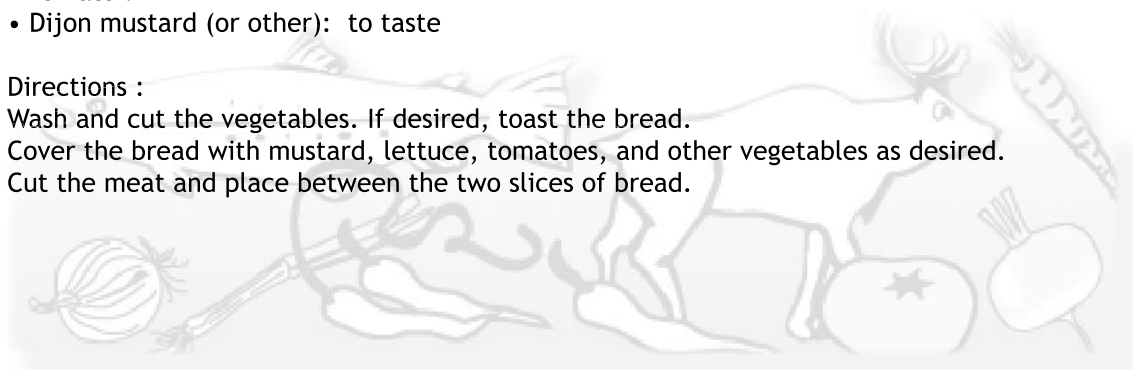 • Dijon mustard (or other):  to taste
Directions :
Wash and cut the vegetables. If desired, toast the bread.
Cover the bread with mustard, lettuce, tomatoes, and other vegetables as desired.
Cut the meat and place between the two slices of bread.